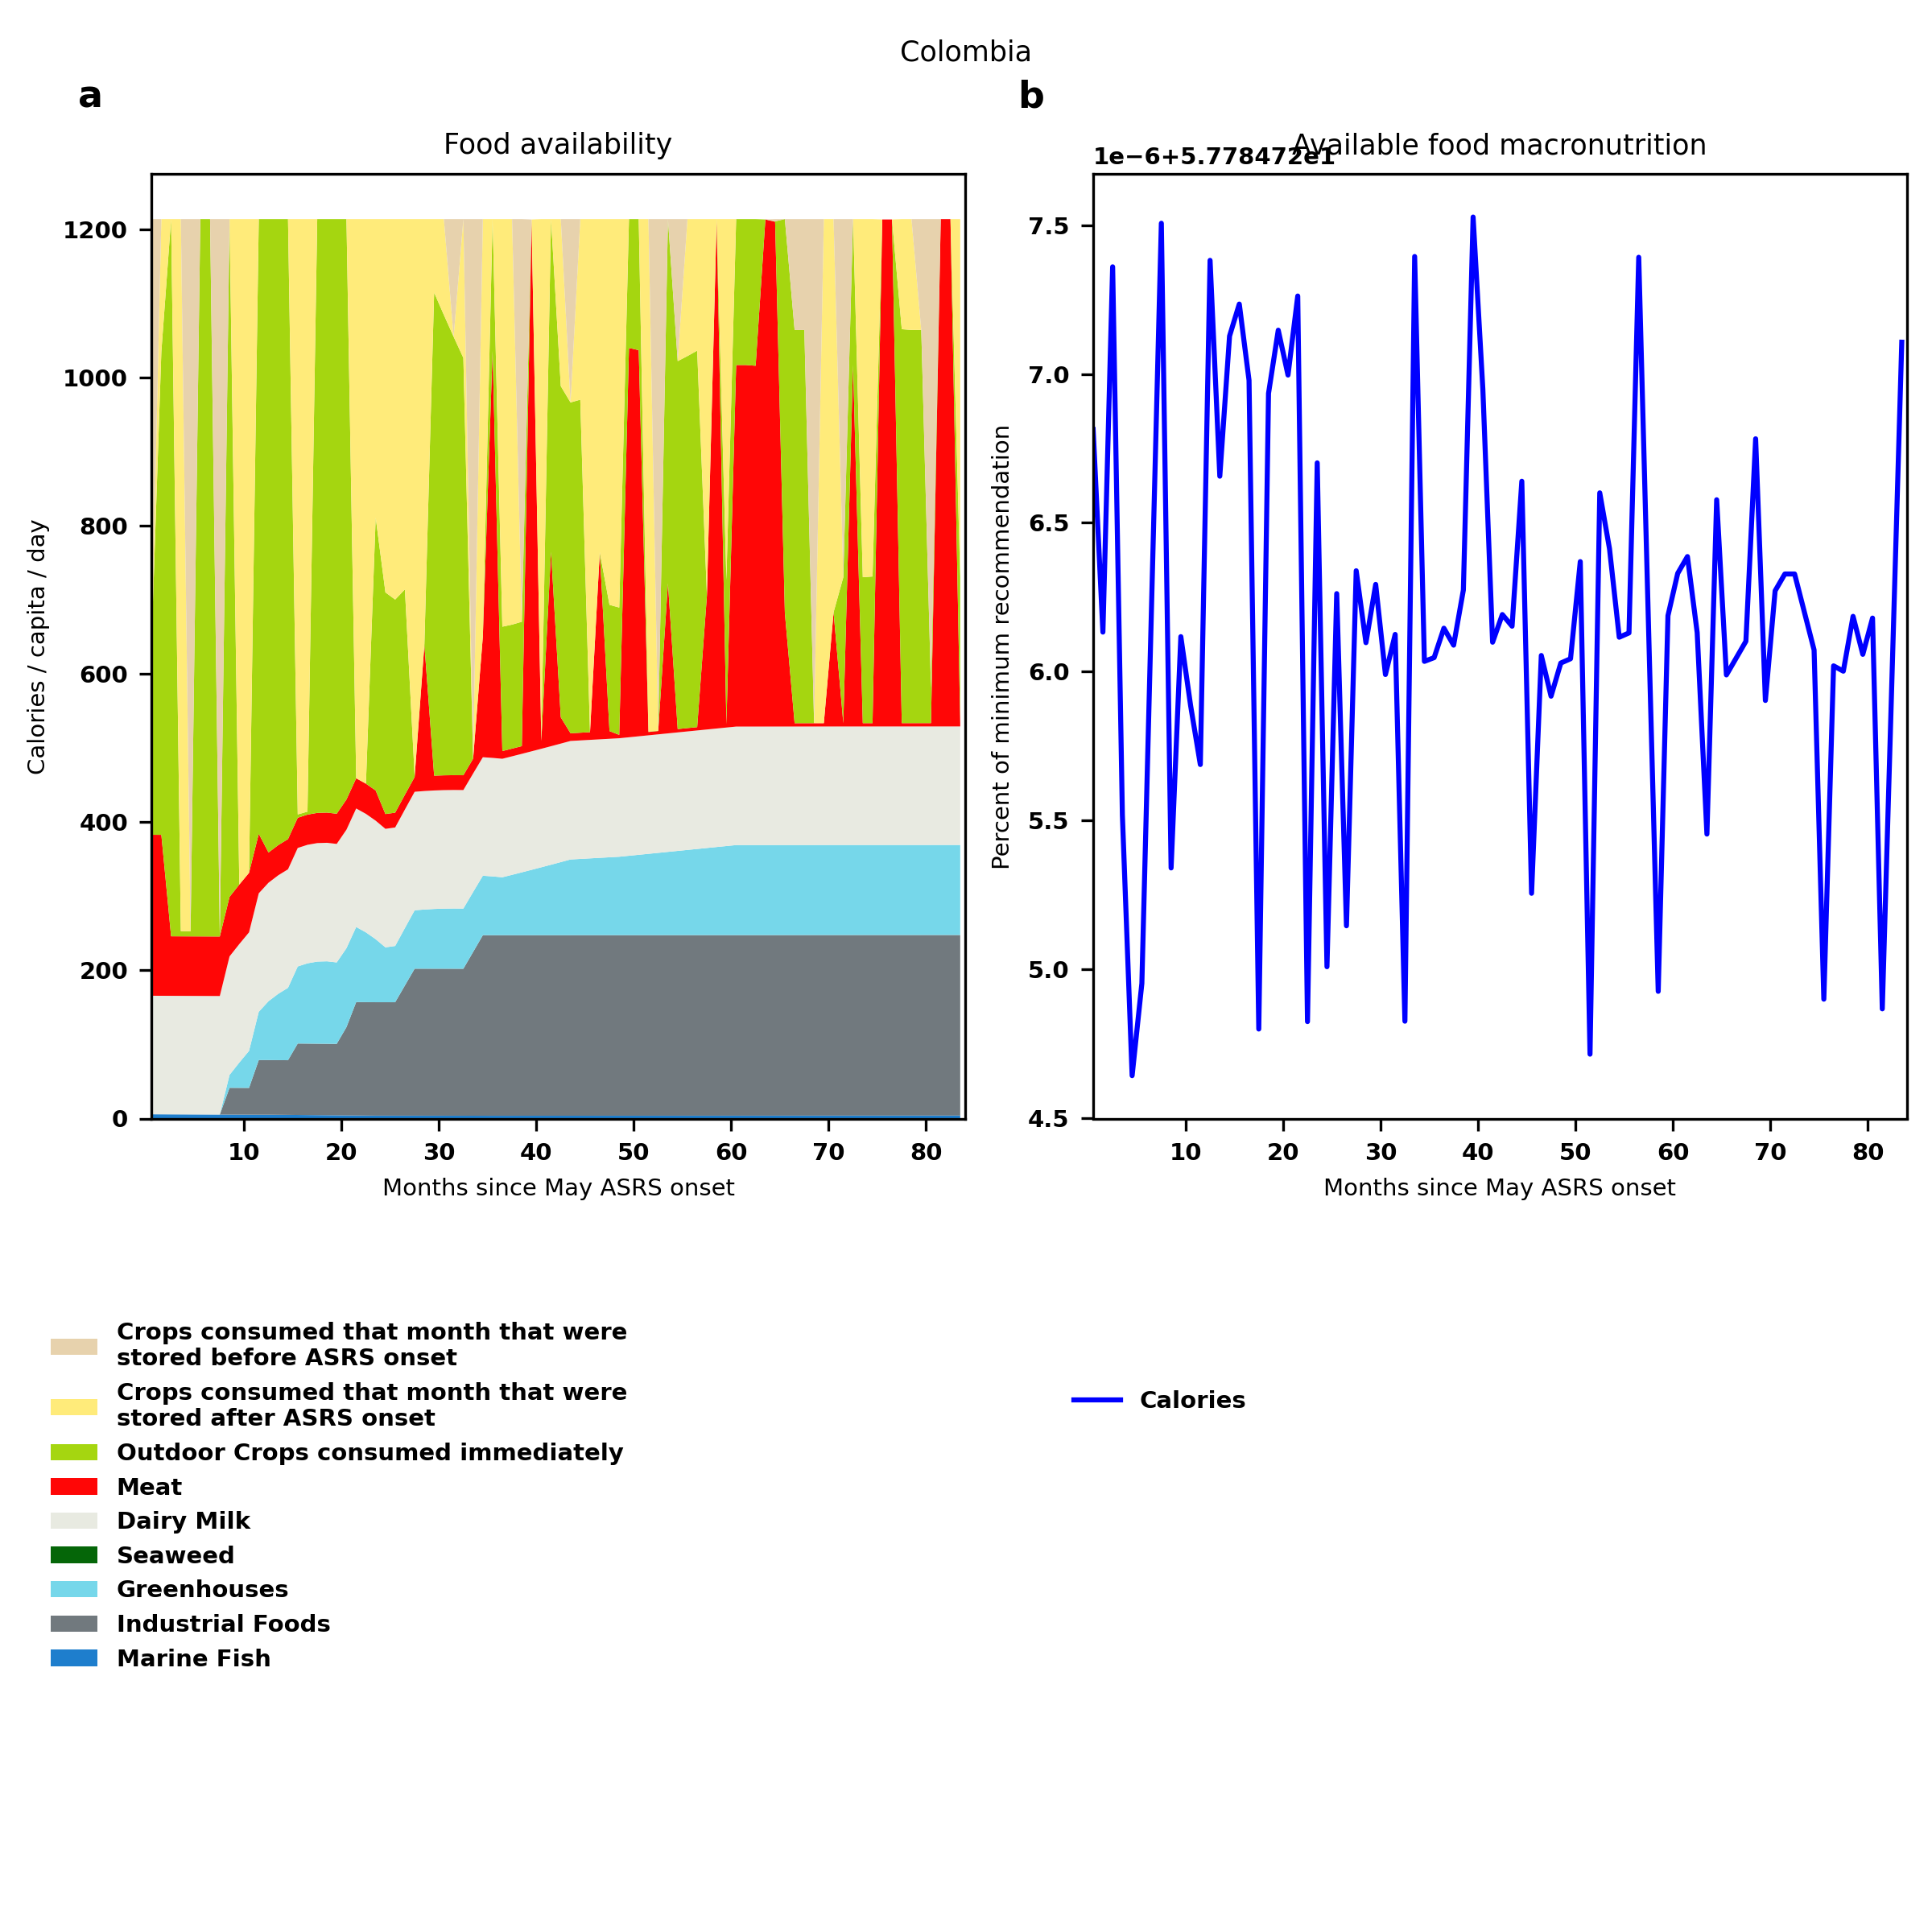 Colombia
a
Food availability
1200
1000
800
600
400
200
0
Calories / capita / day
10 20 30 40 50 60 70 80
Months since May ASRS onset
b
Available food macronutrition
1e−6+5.778472e1
7.5
7.0
6.5
6.0
5.5
5.0
4.5
Percent of minimum recommendation
10 20 30 40 50 60 70 80
Months since May ASRS onset
Crops consumed that month that were
stored before ASRS onset
Crops consumed that month that were
stored after ASRS onset
Outdoor Crops consumed immediately
Meat
Dairy Milk
Seaweed
Greenhouses
Industrial Foods
Marine Fish
Calories